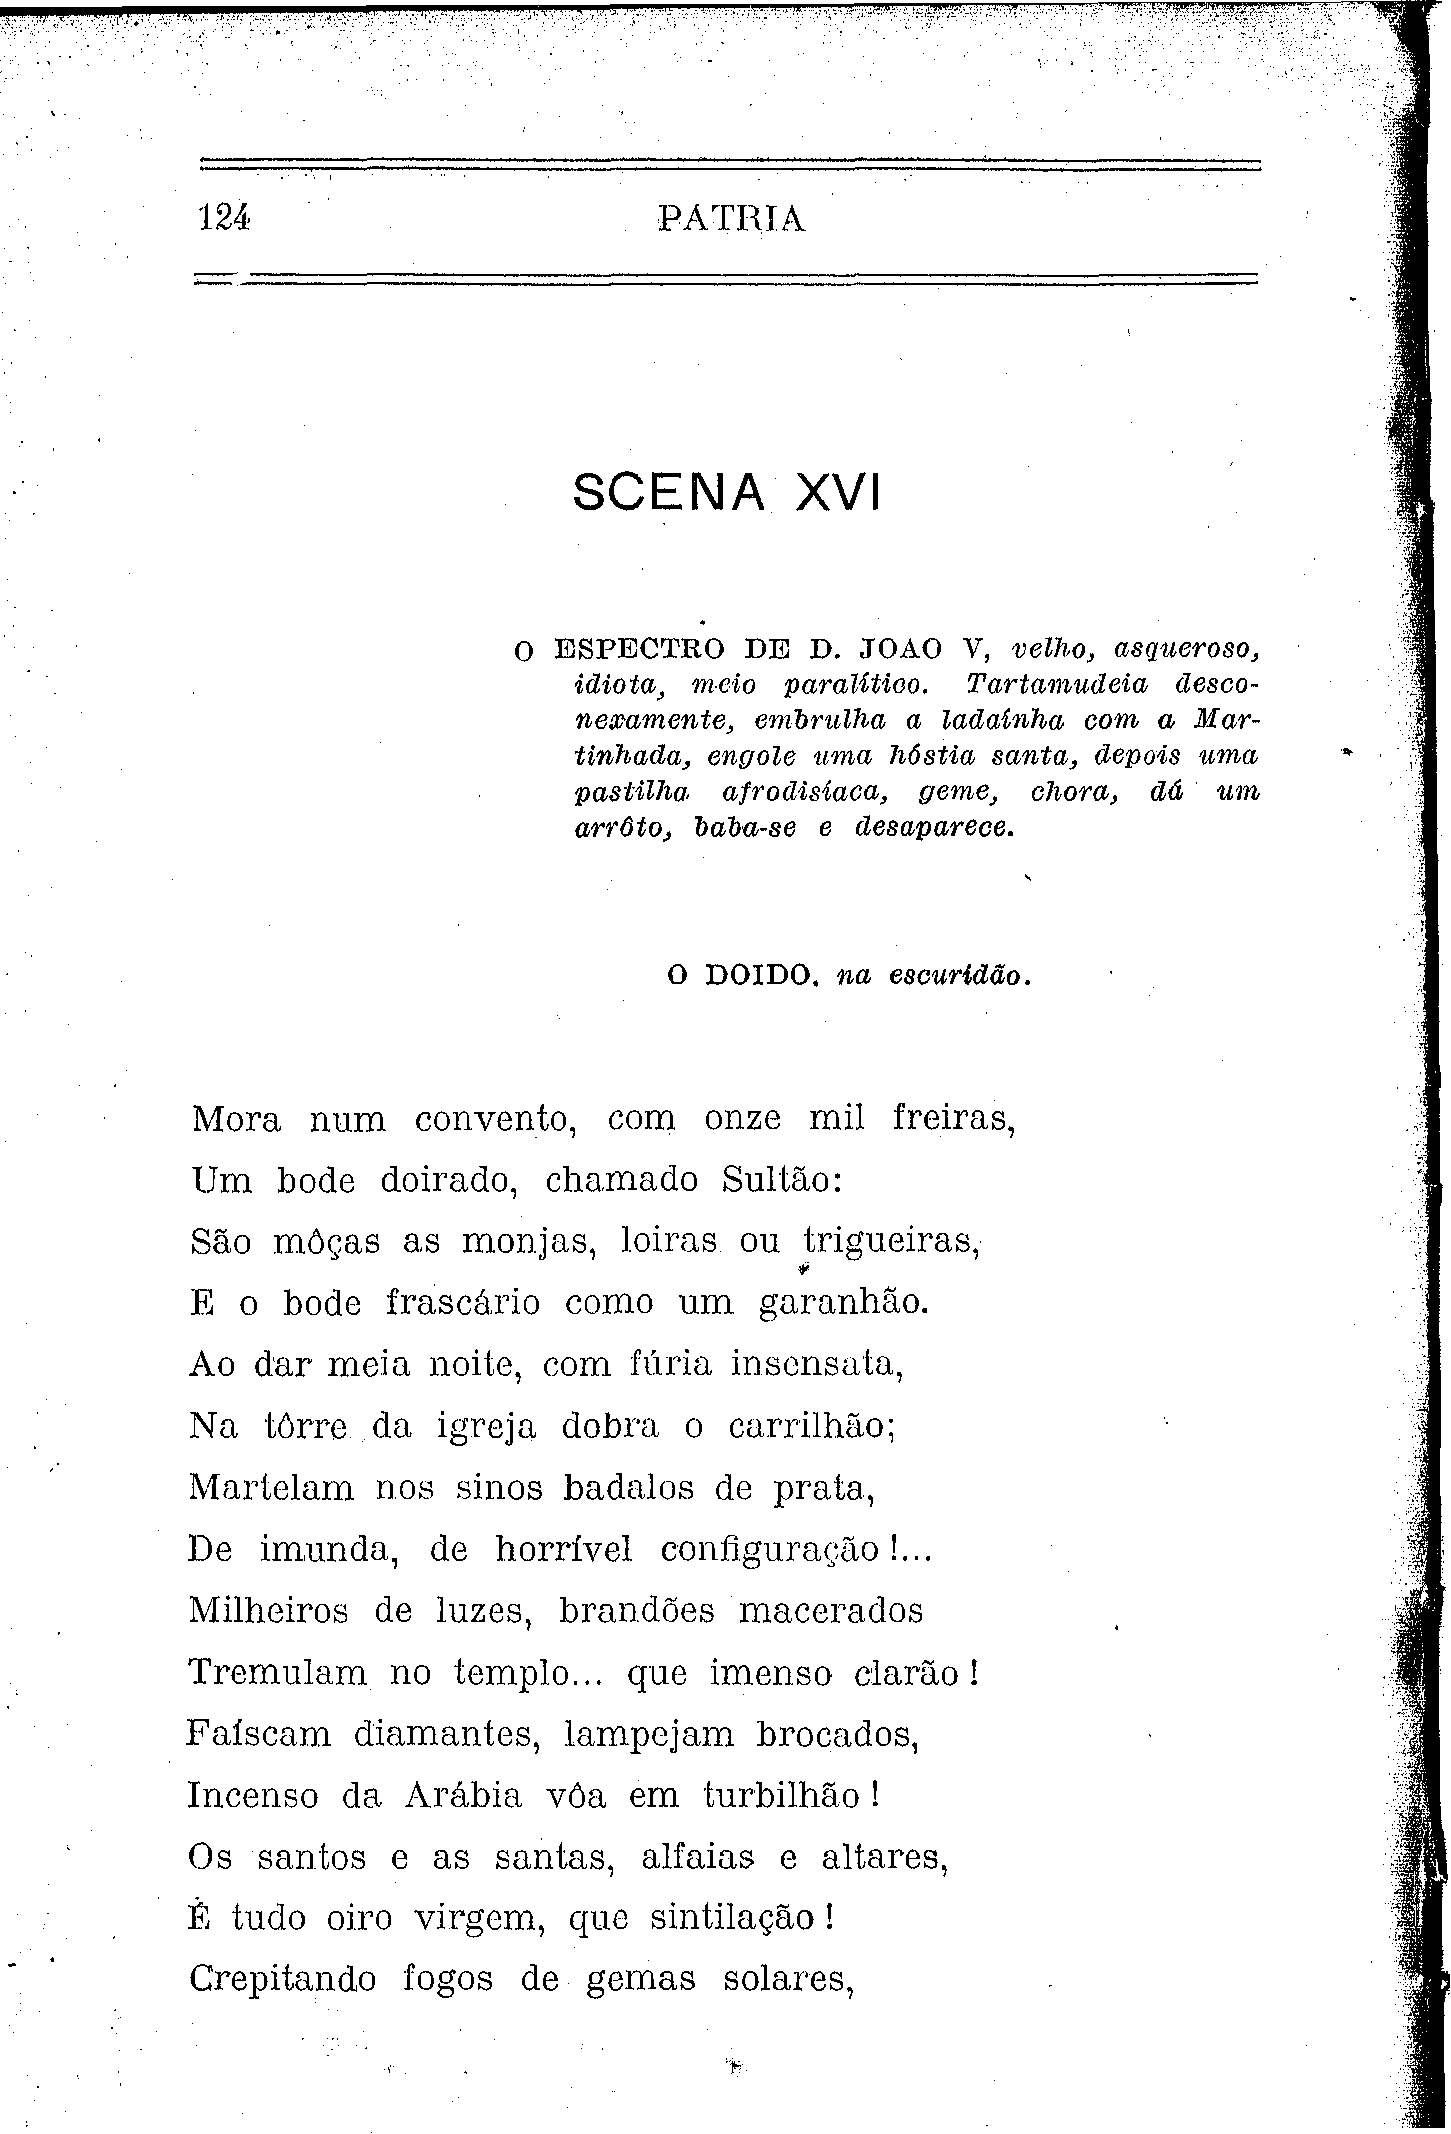 124 PATRIA
SCENA XVI
O ESPECTRO DE D. JOAO V, velho, asqueroso,
idiota, meio paralítico. Tartamudeia desco-
nexamente, embrulha a ladaínha com a Mar-
tinhada, engole uma hóstia santa, depois uma
pastilha afrodisíaca, geme, chora, dá um
arrôto, baba-se e desaparece.
O DOIDO, na escuridão.
Mora num convento, com onze mil freiras,
Um bode doirado, chamado Sultão:
São môças as monjas, loiras ou trigueiras,
E o bode frascário como um garanhão.
Ao dar meia noite, com fúria insensata,
Na tôrre da igreja dobra o carrilhão;
Martelam nos sinos badalos de prata,
De imunda, de horrível configuração!...
Milheiros de luzes, brandões macerados
Tremulam no templo... que imenso clarão!
Faíscam diamantes, lampejam brocados,
Incenso da Arábia vôa em turbilhão!
Os santos e as santas, alfaias e altares,
É tudo oiro virgem, que sintilação!
Crepitando fogos de gemas solares,